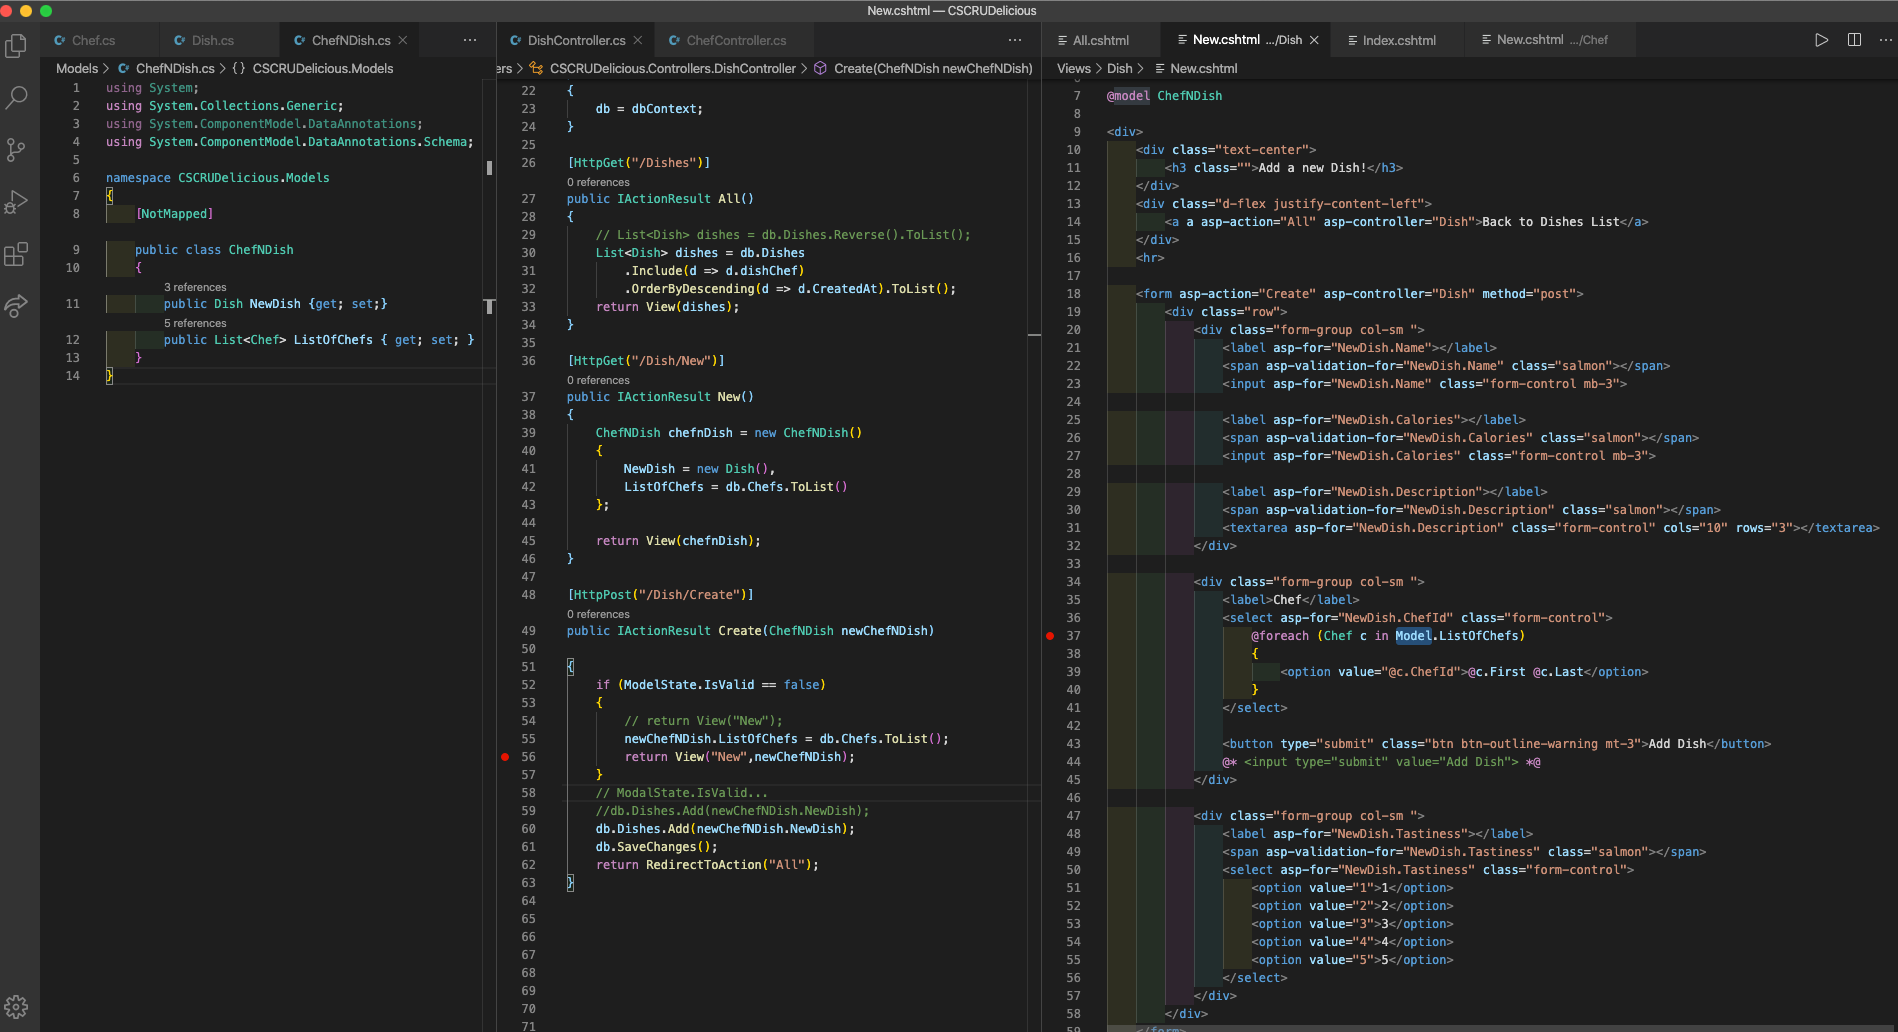 New.cshtml — CSCRUDelicious
Chef.cs
Dish.cs
ChefNDish.cs
Models > ChefNDish.cs > {} CSCRUDelicious.Models
1 using System;
2 using System.Collections.Generic;
3 using System.ComponentModel.DataAnnotations;
4 using System.ComponentModel.DataAnnotations.Schema;
5
6 namespace CSCRUDelicious.Models
7 {
8 [NotMapped]
9 public class ChefNDish
10 {
3 references
11 public Dish NewDish {get; set;}
5 references
12 public List<Chef> ListOfChefs { get; set; }
13 }
14 }
DishController.cs
ChefController.cs
ers > CSCRUDelicious.Controllers.DishController > Create(ChefNDish newChefNDish)
22 {
23 db = dbContext;
24 }
25
26 [HttpGet("/Dishes")]
0 references
27 public IActionResult All()
28 {
29 // List<Dish> dishes = db.Dishes.Reverse().ToList();
30 List<Dish> dishes = db.Dishes
31 .Include(d => d.dishChef)
32 .OrderByDescending(d => d.CreatedAt).ToList();
33 return View(dishes);
34 }
35
36 [HttpGet("/Dish/New")]
0 references
37 public IActionResult New()
38 {
39 ChefNDish chefnDish = new ChefNDish()
40 {
41 NewDish = new Dish(),
42 ListOfChefs = db.Chefs.ToList()
43 };
44
45 return View(chefnDish);
46 }
47
48 [HttpPost("/Dish/Create")]
0 references
49 public IActionResult Create(ChefNDish newChefNDish)
50
51 {
52 if (ModelState.IsValid == false)
53 {
54 // return View("New");
55 newChefNDish.ListOfChefs = db.Chefs.ToList();
56 return View("New",newChefNDish);
57 }
58 // ModalState.IsValid...
59 //db.Dishes.Add(newChefNDish.NewDish);
60 db.Dishes.Add(newChefNDish.NewDish);
61 db.SaveChanges();
62 return RedirectToAction("All");
63 }
64
65
66
67
68
69
70
71
All.cshtml
New.cshtml .../Dish
Index.cshtml
New.cshtml .../Chef
Views > Dish > New.cshtml
7 @model ChefNDish
8
9 <div>
10 <div class="text-center">
11 <h3 class="">Add a new Dish!</h3>
12 </div>
13 <div class="d-flex justify-content-left">
14 <a a asp-action="All" asp-controller="Dish">Back to Dishes List</a>
15 </div>
16 <hr>
17
18 <form asp-action="Create" asp-controller="Dish" method="post">
19 <div class="row">
20 <div class="form-group col-sm ">
21 <label asp-for="NewDish.Name"></label>
22 <span asp-validation-for="NewDish.Name" class="salmon"></span>
23 <input asp-for="NewDish.Name" class="form-control mb-3">
24
25 <label asp-for="NewDish.Calories"></label>
26 <span asp-validation-for="NewDish.Calories" class="salmon"></span>
27 <input asp-for="NewDish.Calories" class="form-control mb-3">
28
29 <label asp-for="NewDish.Description"></label>
30 <span asp-validation-for="NewDish.Description" class="salmon"></span>
31 <textarea asp-for="NewDish.Description" class="form-control" cols="10" rows="3"></textarea>
32 </div>
33
34 <div class="form-group col-sm ">
35 <label>Chef</label>
36 <select asp-for="NewDish.ChefId" class="form-control">
37 @foreach (Chef c in Model.ListOfChefs)
38 {
39 <option value="@c.ChefId">@c.First @c.Last</option>
40 }
41 </select>
42
43 <button type="submit" class="btn btn-outline-warning mt-3">Add Dish</button>
44 @* <input type="submit" value="Add Dish"> *@
45 </div>
46
47 <div class="form-group col-sm ">
48 <label asp-for="NewDish.Tastiness"></label>
49 <span asp-validation-for="NewDish.Tastiness" class="salmon"></span>
50 <select asp-for="NewDish.Tastiness" class="form-control">
51 <option value="1">1</option>
52 <option value="2">2</option>
53 <option value="3">3</option>
54 <option value="4">4</option>
55 <option value="5">5</option>
56 </select>
57 </div>
58 </div>
59 </form>